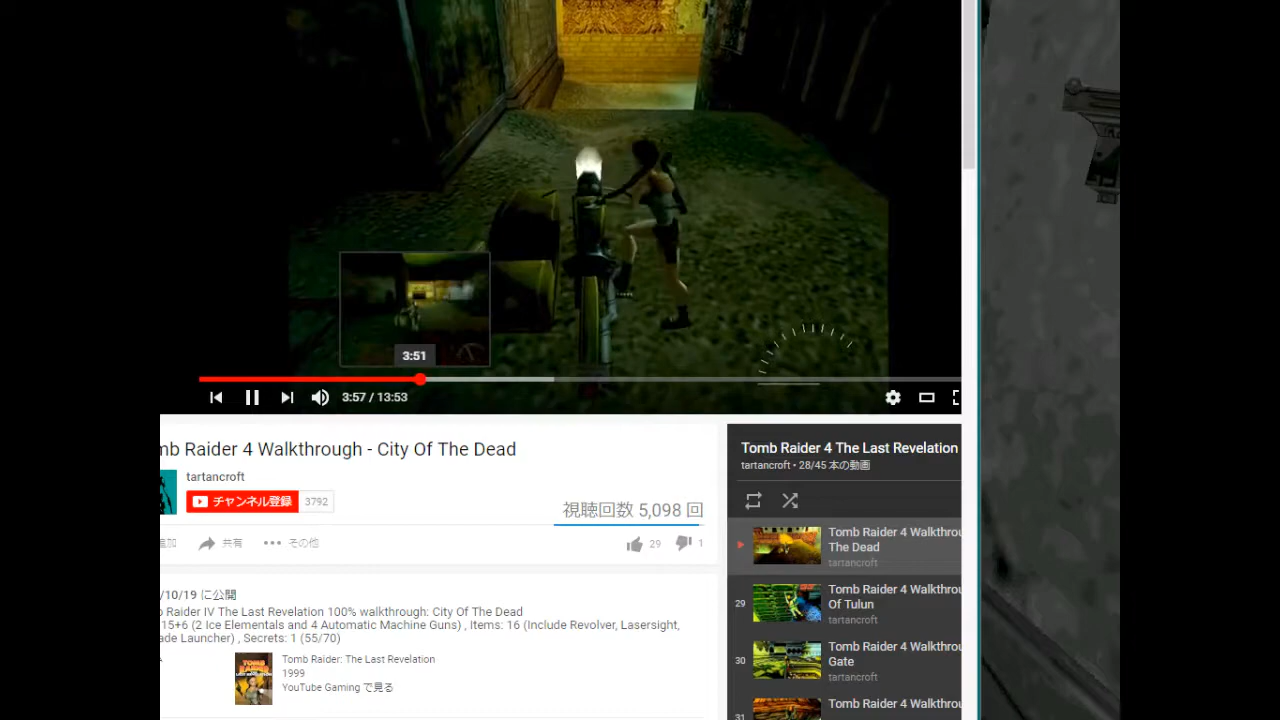 3:51
3:57 / 13:53
mb Raider 4 Walkthrough - City Of The Dead
tartancroft
チャンネル登録 3792
視聴回数 5,098 回
追加 共有 その他 29 1
/10/19 に公開
b Raider IV The Last Revelation 100% walkthrough: City Of The Dead
15+6 (2 Ice Elementals and 4 Automatic Machine Guns) , Items: 16 (Include Revolver, Lasersight,
ade Launcher) , Secrets: 1 (55/70)
TOMB RAIDER
Tomb Raider: The Last Revelation
1999
YouTube Gaming で見る
Tomb Raider 4 The Last Revelation
tartancroft • 28/45 本の動画
Tomb Raider 4 Walkthrou
The Dead
tartancroft
29
Tomb Raider 4 Walkthrou
Of Tulun
tartancroft
30
Tomb Raider 4 Walkthrou
Gate
tartancroft
31
Tomb Raider 4 Walkthrou